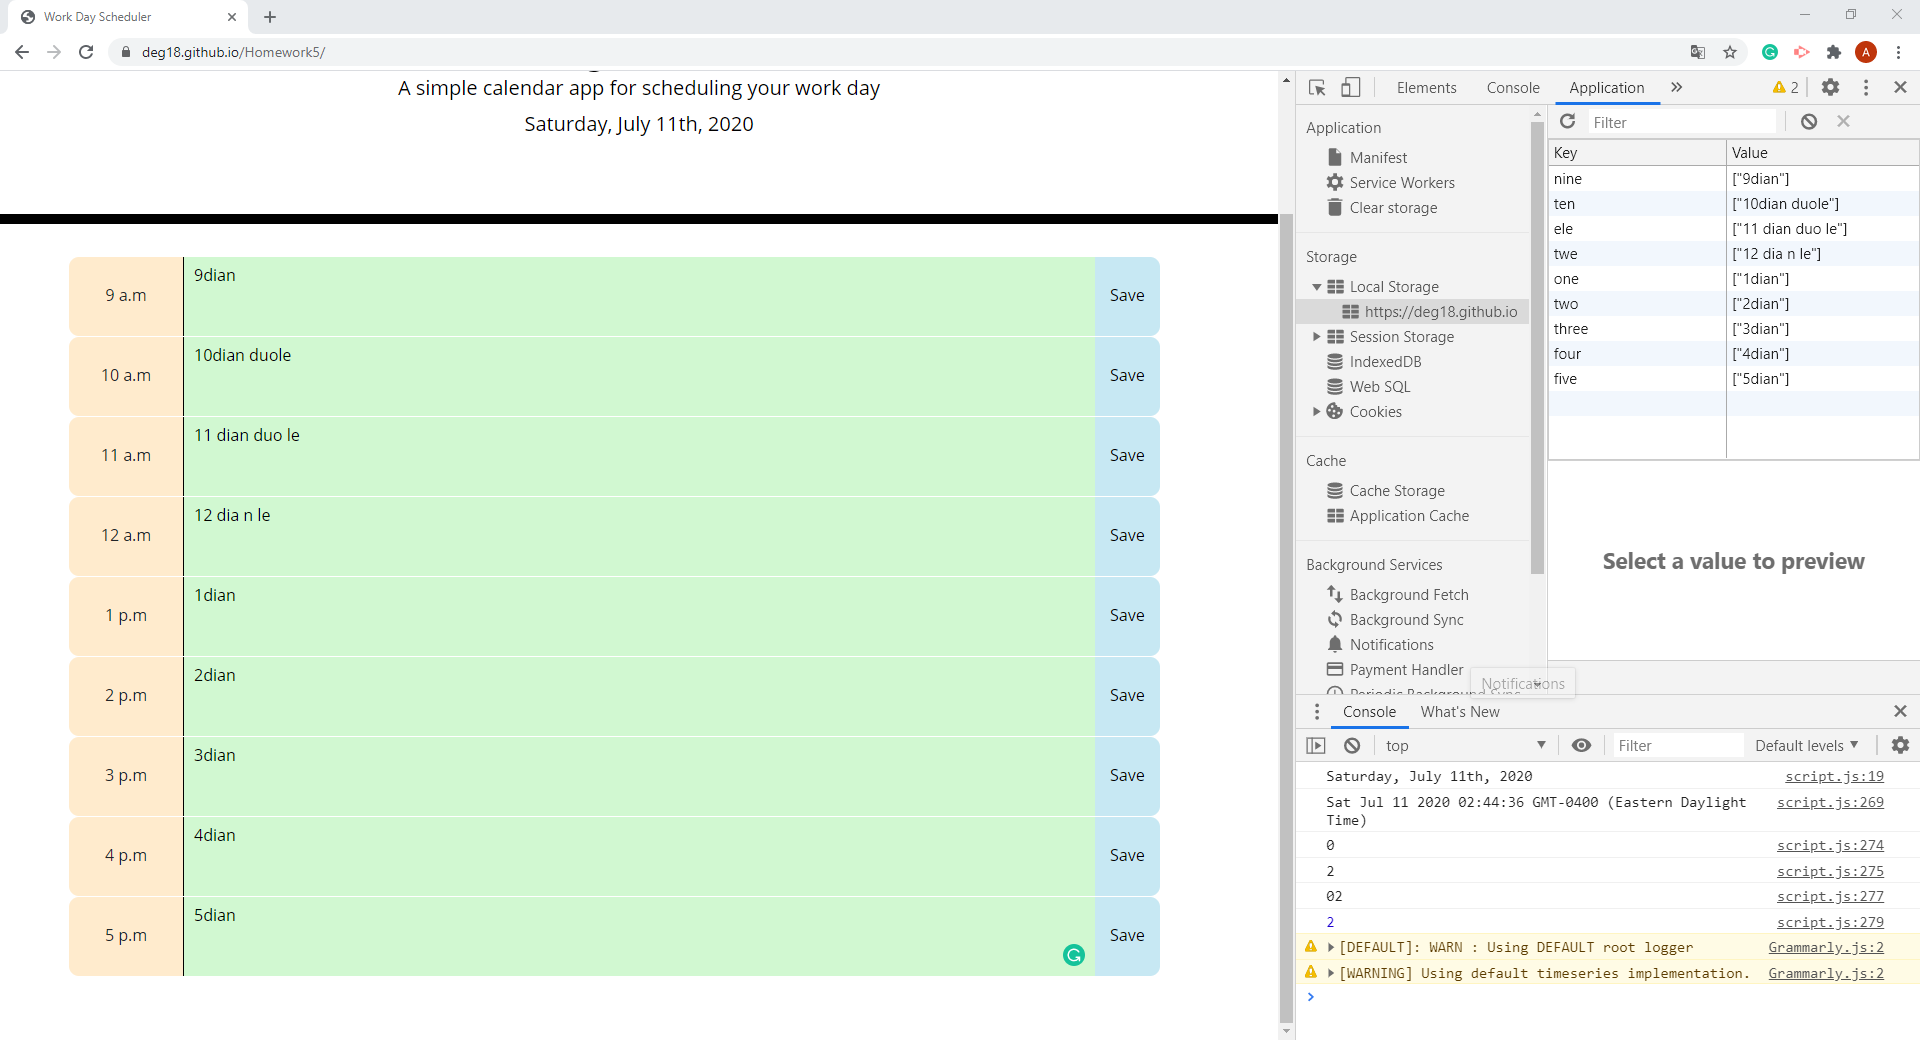 Work Day Scheduler
deg18.github.io/Homework5/
A
A simple calendar app for scheduling your work day
Saturday, July 11th, 2020
9 a.m
9dian
Save
10 a.m
10dian duole
Save
11 a.m
11 dian duo le
Save
12 a.m
12 dia n le
Save
1 p.m
1dian
Save
2 p.m
2dian
Save
3 p.m
3dian
Save
4 p.m
4dian
Save
5 p.m
5dian
Save
Elements Console Application 2
Application
Manifest
Service Workers
Clear storage
Storage
Local Storage
https://deg18.github.io
Session Storage
IndexedDB
Web SQL
Cookies
Cache
Cache Storage
Application Cache
Background Services
Background Fetch
Background Sync
Notifications
Payment Handler
Periodic Background Sync
Notifications
Filter
Key Value
nine ["9dian"]
ten ["10dian duole"]
ele ["11 dian duo le"]
twe ["12 dia n le"]
one ["1dian"]
two ["2dian"]
three ["3dian"]
four ["4dian"]
five ["5dian"]
Select a value to preview
Console What's New
top Filter Default levels
Saturday, July 11th, 2020 script.js:19
Sat Jul 11 2020 02:44:36 GMT-0400 (Eastern Daylight script.js:269
Time)
0 script.js:274
2 script.js:275
02 script.js:277
2 script.js:279
[DEFAULT]: WARN : Using DEFAULT root logger Grammarly.js:2
[WARNING] Using default timeseries implementation. Grammarly.js:2